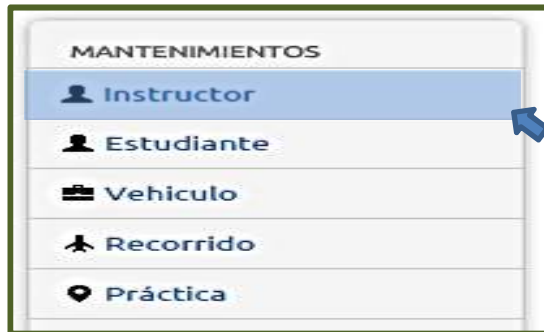 MANTENIMIENTOS
Instructor
Estudiante
Vehiculo
Recorrido
Práctica